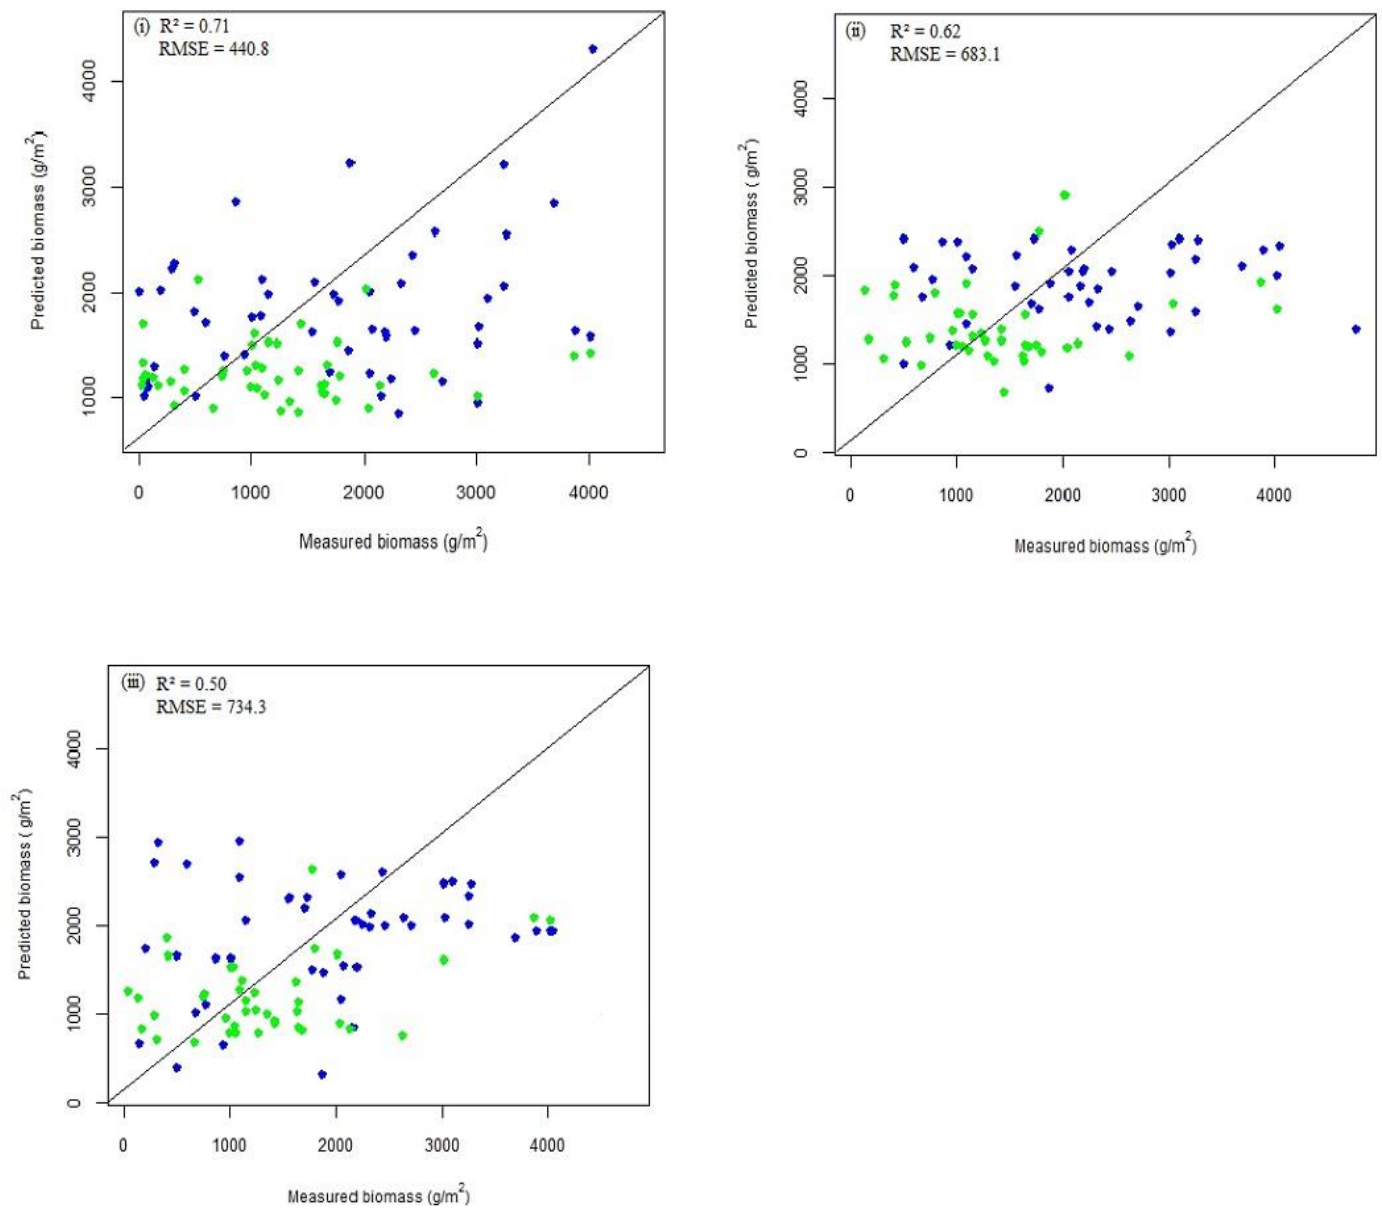 (i) R² = 0.71
RMSE = 440.8
Predicted biomass (g/m²)
4000
3000
2000
1000
0 1000 2000 3000 4000
Measured biomass (g/m²)
(ii) R² = 0.62
RMSE = 683.1
Predicted biomass ( g/m²)
4000
3000
2000
1000
0
0 1000 2000 3000 4000
Measured biomass (g/m²)
(iii) R² = 0.50
RMSE = 734.3
Predicted biomass ( g/m²)
4000
3000
2000
1000
0
0 1000 2000 3000 4000
Measured biomass (g/m²)